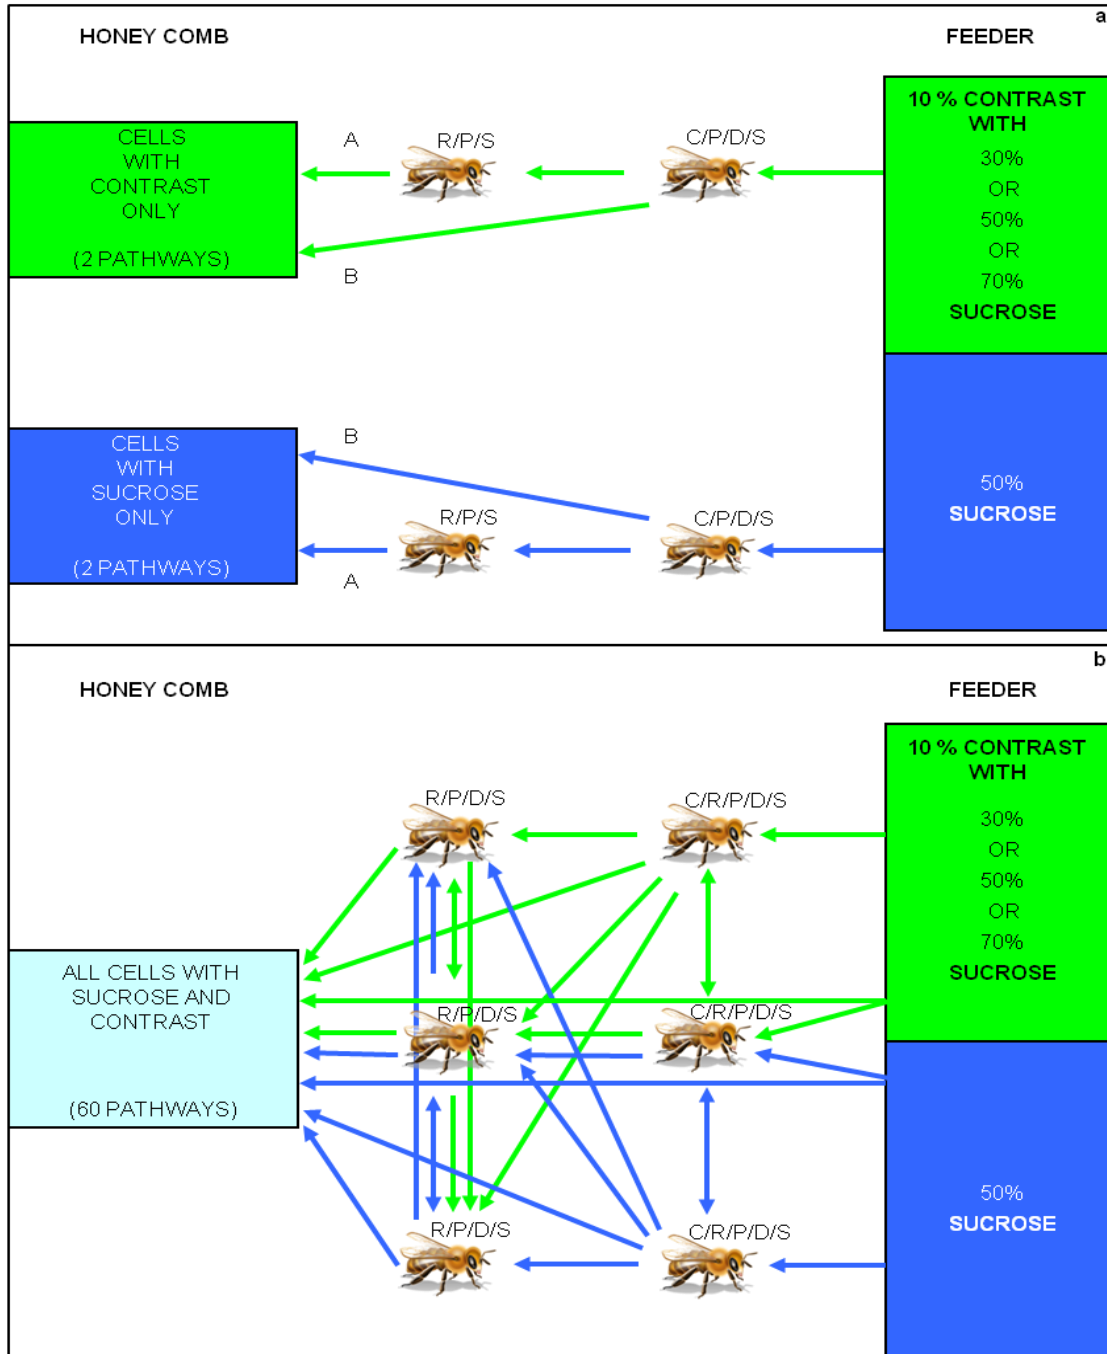 a
HONEY COMB
FEEDER
10 % CONTRAST
WITH
30%
OR
50%
OR
70%
SUCROSE
CELLS
WITH
CONTRAST
ONLY
(2 PATHWAYS)
A
R/P/S
C/P/D/S
B
CELLS
WITH
SUCROSE
ONLY
(2 PATHWAYS)
B
R/P/S
C/P/D/S
A
50%
SUCROSE
b
HONEY COMB
FEEDER
10 % CONTRAST
WITH
30%
OR
50%
OR
70%
SUCROSE
R/P/D/S
C/R/P/D/S
ALL CELLS WITH
SUCROSE AND
CONTRAST
(60 PATHWAYS)
R/P/D/S
C/R/P/D/S
R/P/D/S
C/R/P/D/S
50%
SUCROSE